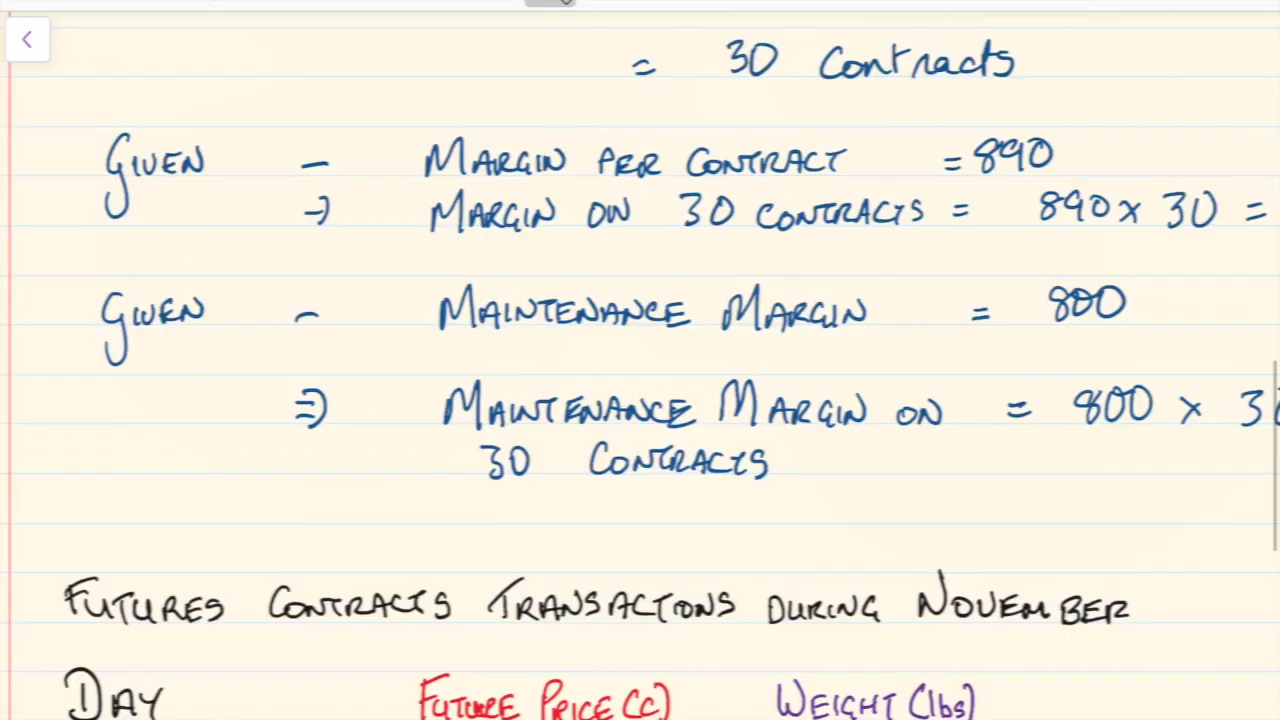 = 30 Contracts
GIVEN - MARGIN PER CONTRACT = 890
→ MARGIN ON 30 CONTRACTS = 890 x 30 =
GIVEN - MAINTENANCE MARGIN = 800
⇒ MAINTENANCE MARGIN ON = 800 x 30
30 CONTRACTS
FUTURES CONTRACTS TRANSACTIONS DURING NOVEMBER
DAY FUTURE PRICE (c) WEIGHT (lbs)